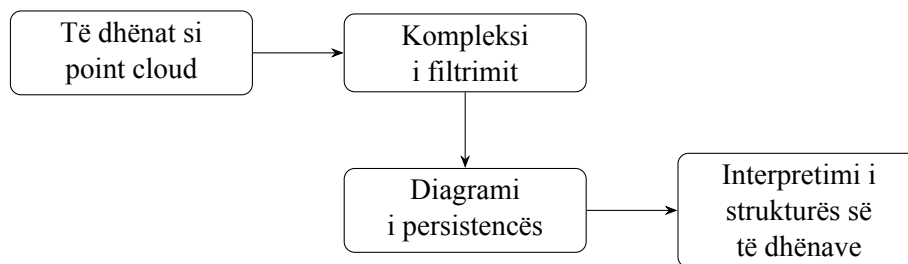 Të dhënat si
point cloud
Kompleksi
i filtrimit
Diagrami
i persistencës
Interpretimi i
strukturës së
të dhënave